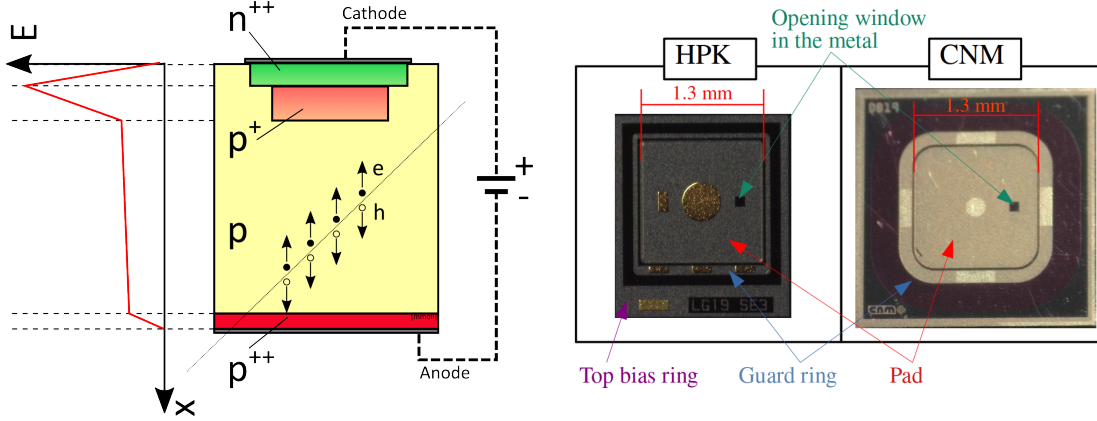 E
n++
Cathode
p+
e
h
p
+
-
p++
Anode
x
Opening window
in the metal
HPK
CNM
1.3 mm
1.3 mm
LG19 SE3
cnm
Top bias ring
Guard ring
Pad